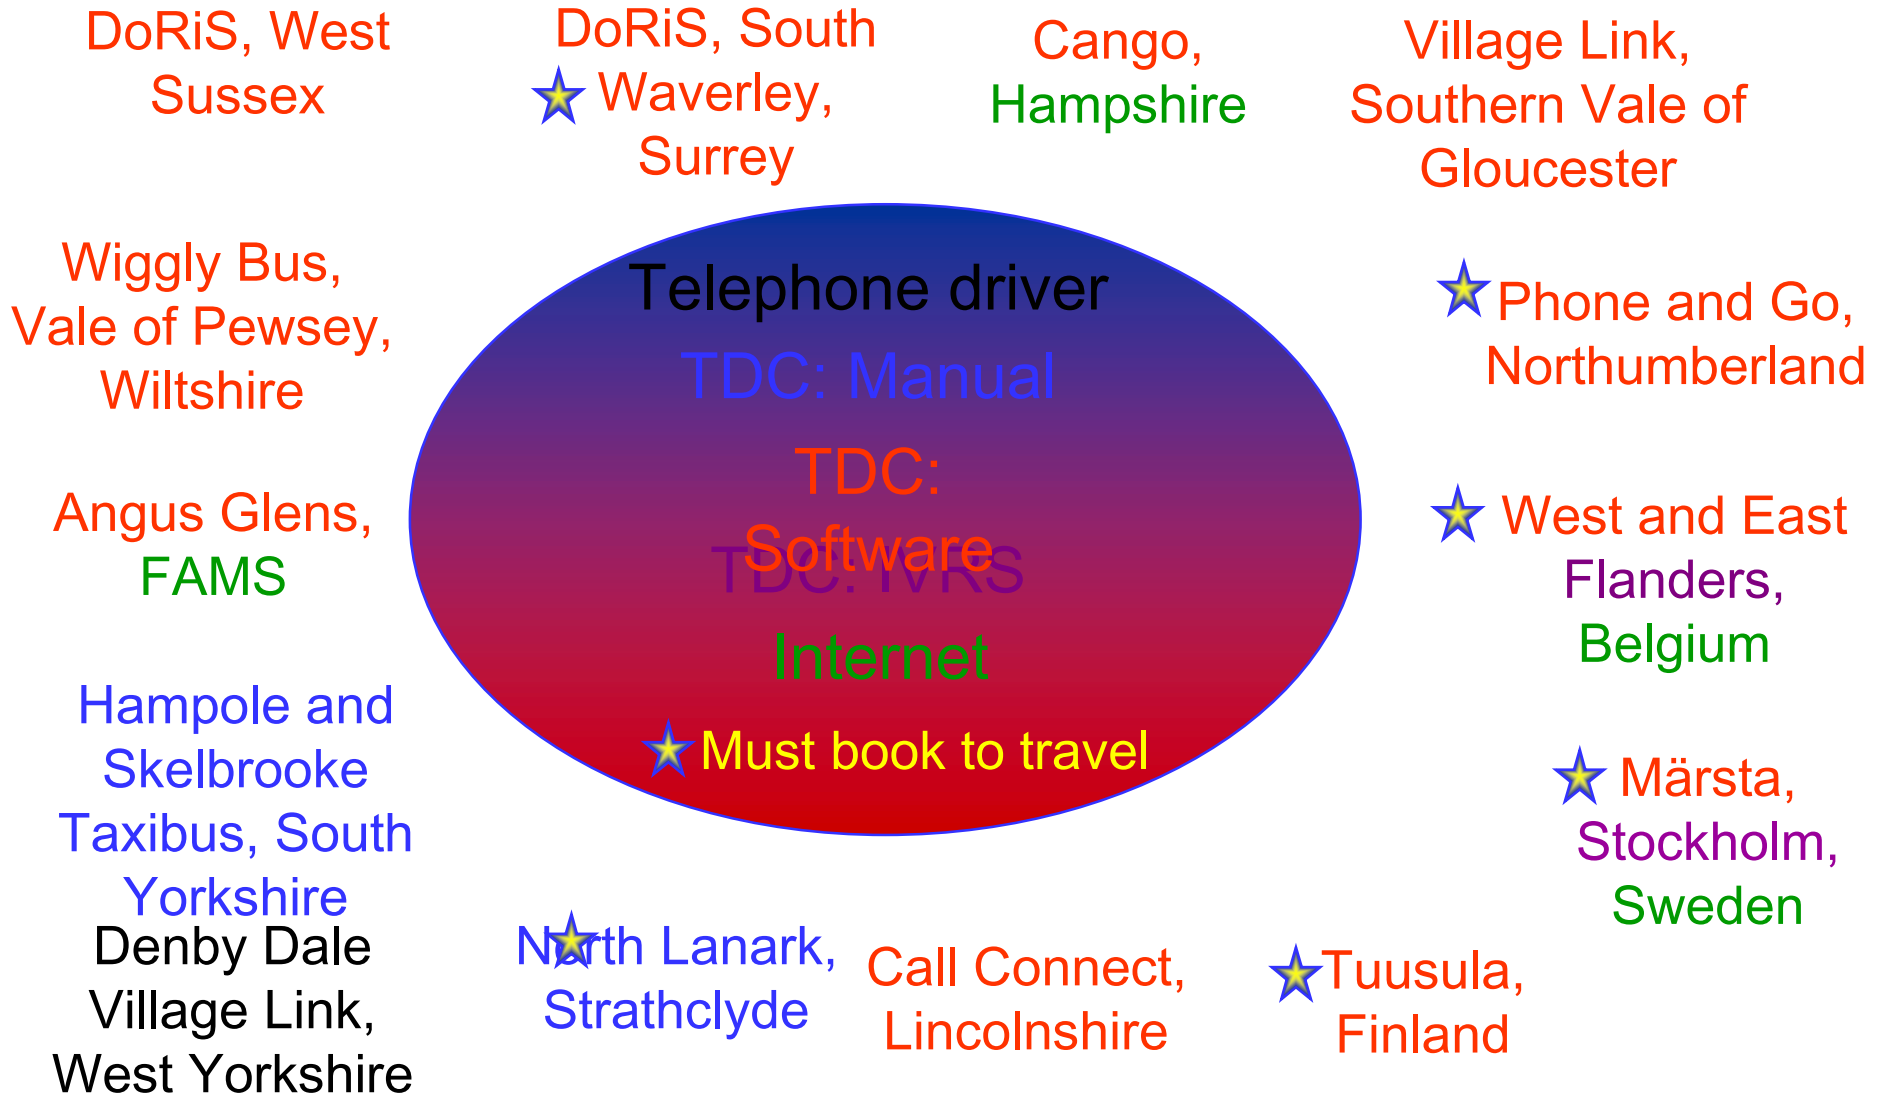 DoRiS, West
Sussex
DoRiS, South
Waverley,
Surrey
Cango,
Hampshire
Village Link,
Southern Vale of
Gloucester
Wiggly Bus,
Vale of Pewsey,
Wiltshire
Telephone driver
TDC: Manual
TDC:
Software
TDC: IVRS
Internet
Must book to travel
Phone and Go,
Northumberland
Angus Glens,
FAMS
West and East
Flanders,
Belgium
Hampole and
Skelbrooke
Taxibus, South
Yorkshire
Märsta,
Stockholm,
Sweden
Denby Dale
Village Link,
West Yorkshire
North Lanark,
Strathclyde
Call Connect,
Lincolnshire
Tuusula,
Finland